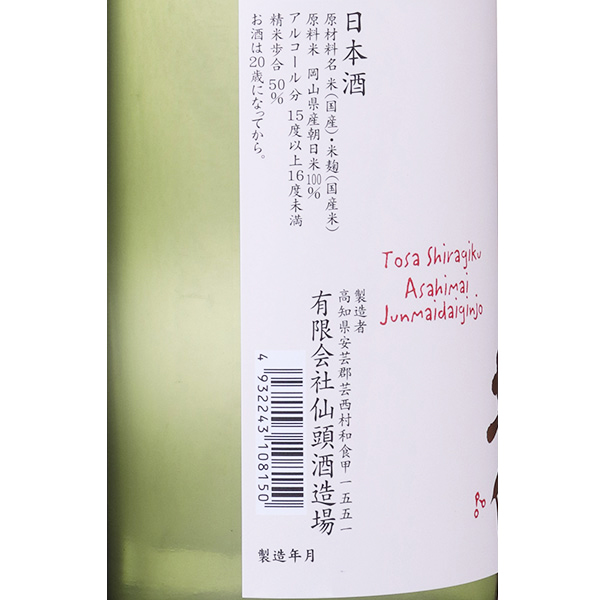 日本酒
原材料名 米(国産)・米麹(国産米)
原料米 岡山県産朝日米100%
アルコール分 15度以上16度未満
精米歩合 50%
お酒は20歳になってから。
Tosa Shiragiku
Asahimai
Junmaidaiginjo
製造者
高知県安芸郡芸西村和食甲一五五一
有限会社仙頭酒造場
4 932243 108150
製造年月